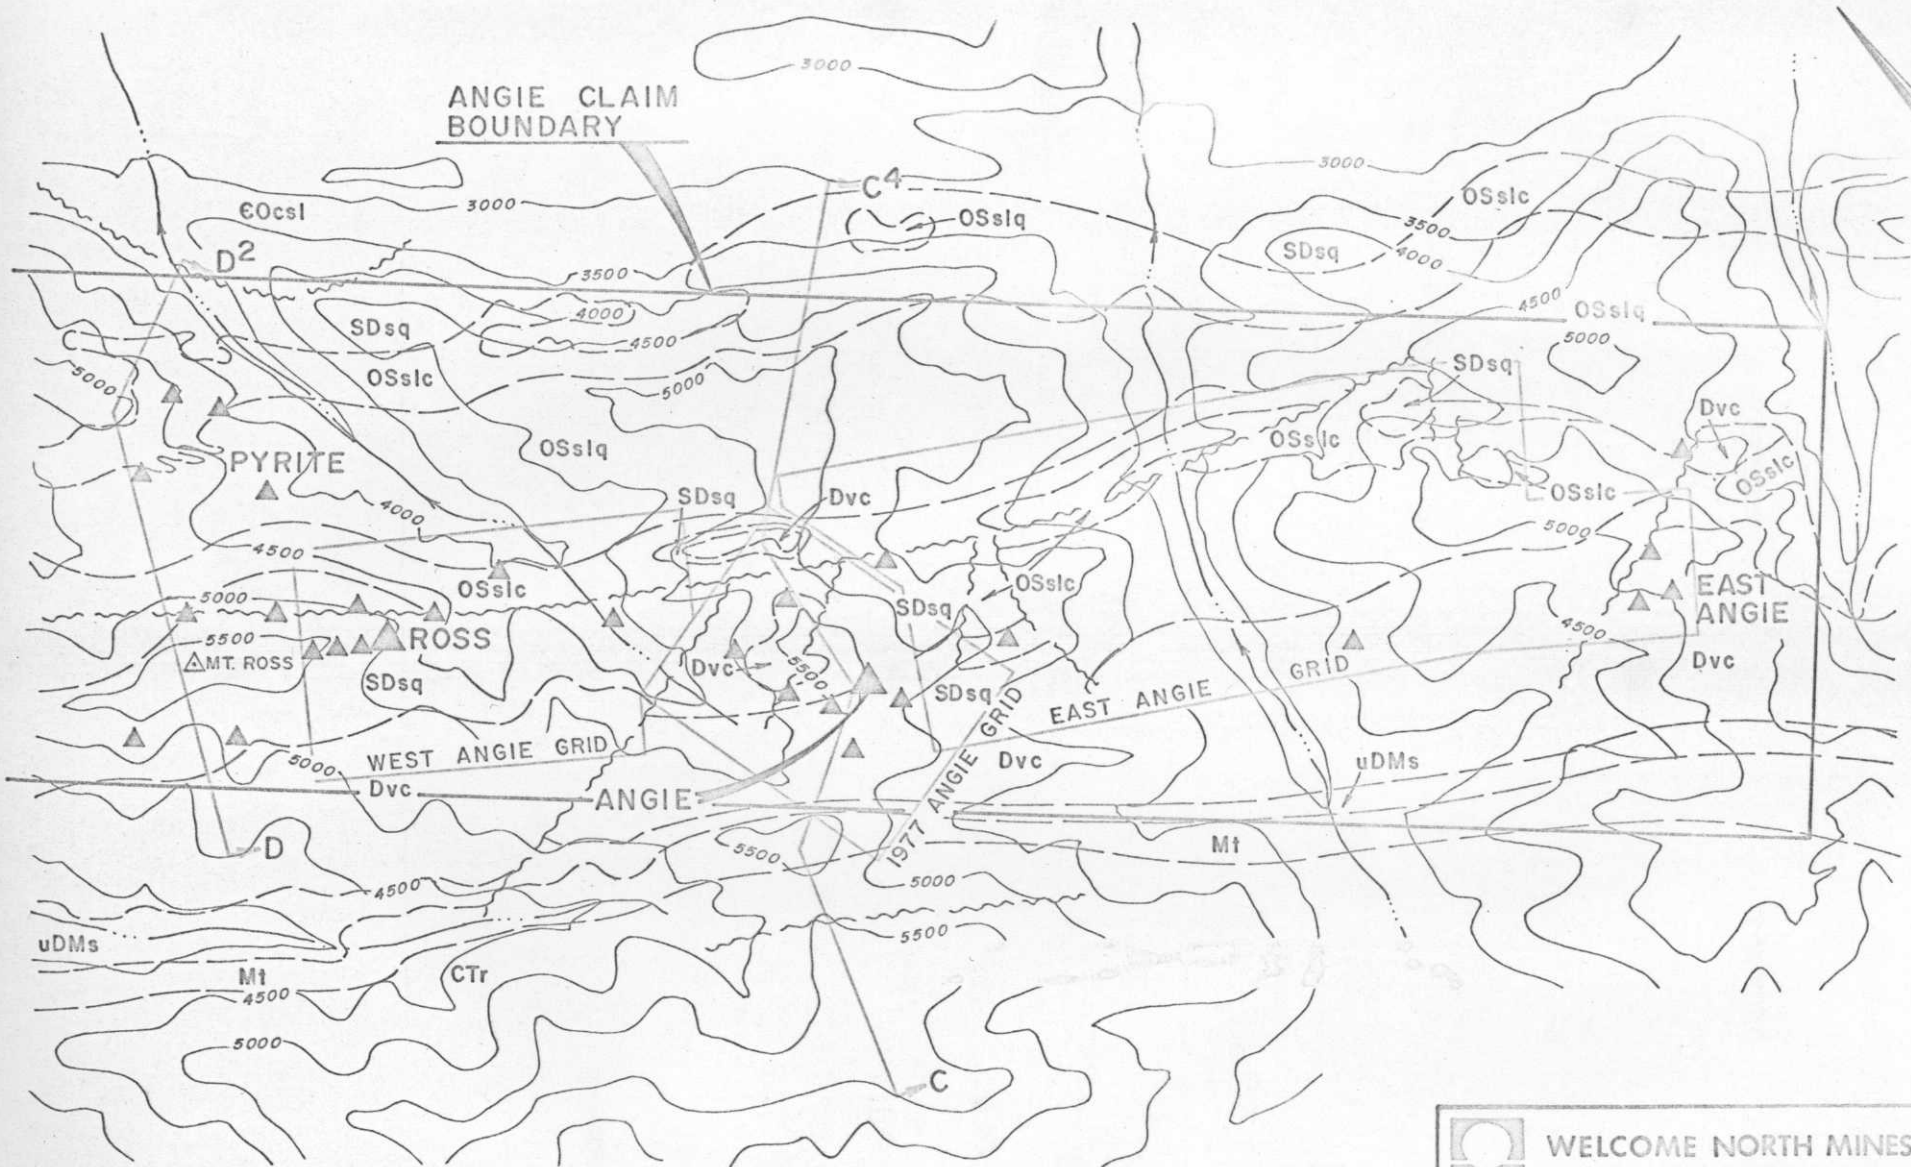 3000
ANGIE CLAIM
BOUNDARY
3000
C4
OSslc
ЄOcsl
3000
OSslq
3500
SDsq
4000
D2
3500
4500
OSslq
4000
SDsq
4500
5000
SDsq
OSslc
5000
5000
Dvc
OSslc
OSslq
PYRITE
OSslc
SDsq
Dvc
OSslc
4000
5000
4500
OSslc
OSslc
EAST
ANGIE
5000
SDsq
4500
5500
ROSS
MT. ROSS
Dvc
5500
GRID
Dvc
SDsq
SDsq
EAST ANGIE
WEST ANGIE GRID
5000
Dvc
uDMs
Dvc
ANGIE
1977 ANGIE GRID
Mt
D
5500
5000
4500
5500
uDMs
Mt
CTr
4500
5000
C
WELCOME NORTH MINES